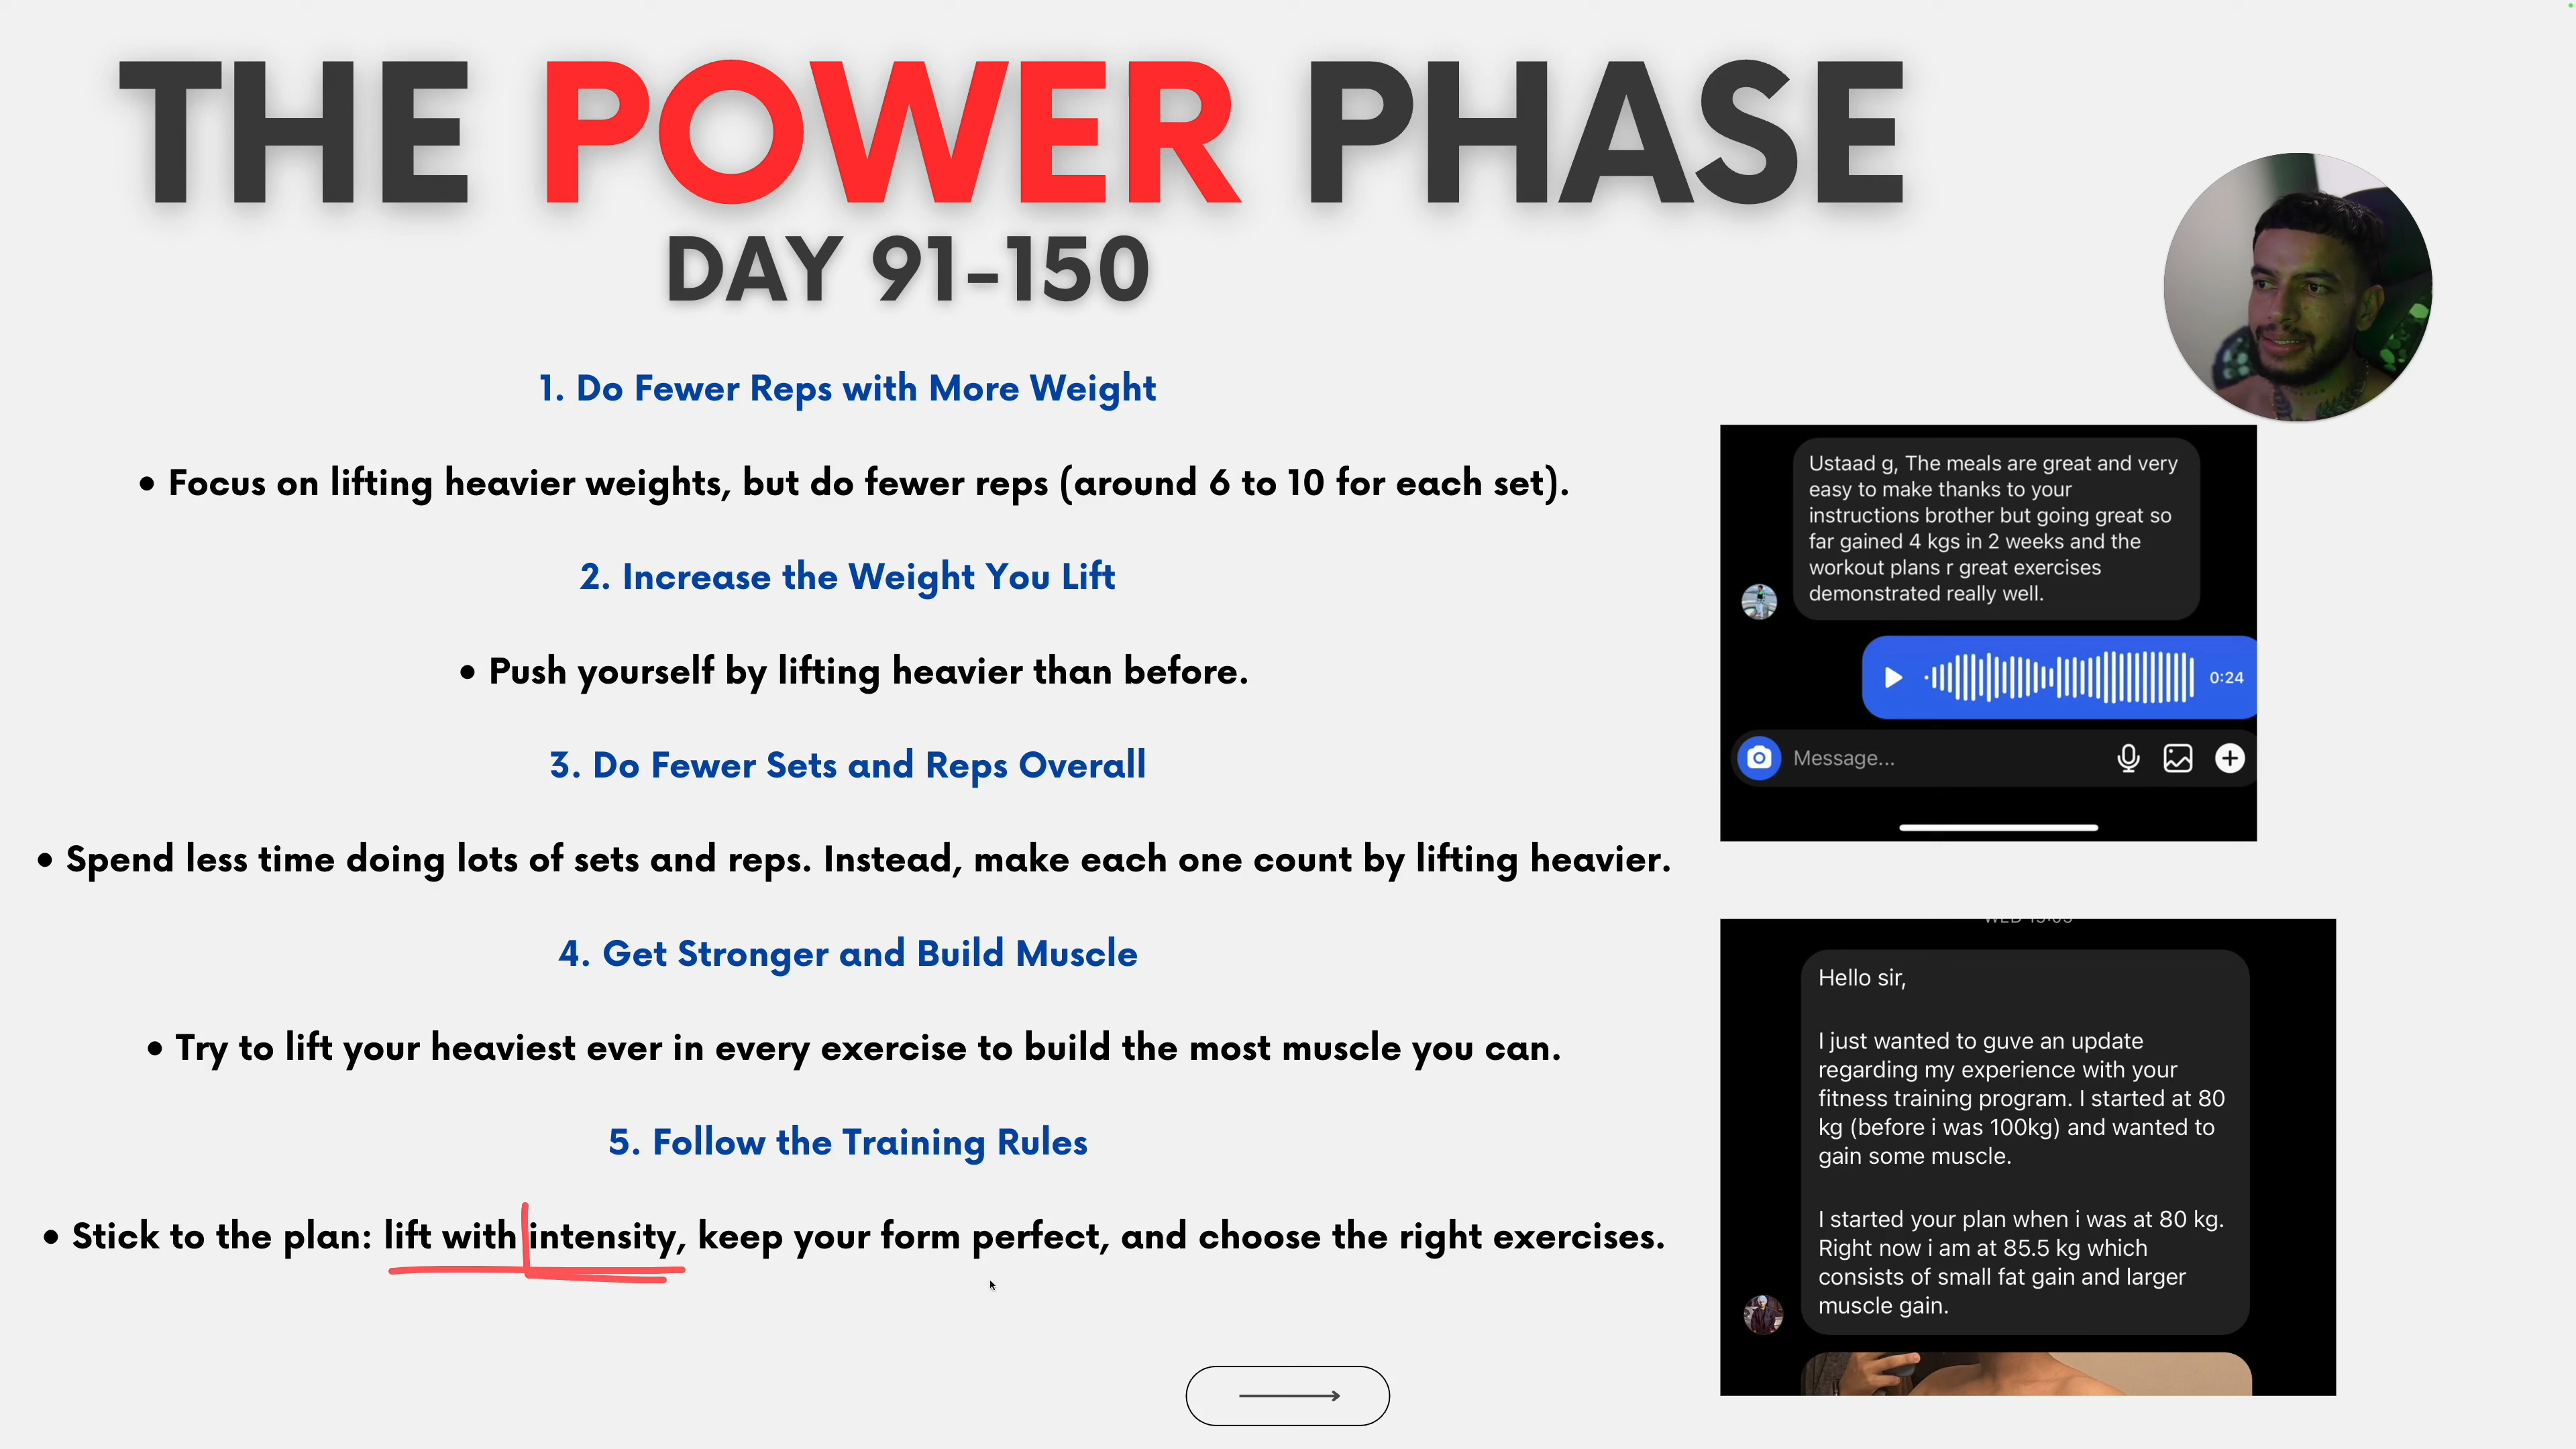 THE POWER PHASE
DAY 91-150
1. Do Fewer Reps with More Weight
• Focus on lifting heavier weights, but do fewer reps (around 6 to 10 for each set).
2. Increase the Weight You Lift
• Push yourself by lifting heavier than before.
3. Do Fewer Sets and Reps Overall
• Spend less time doing lots of sets and reps. Instead, make each one count by lifting heavier.
4. Get Stronger and Build Muscle
• Try to lift your heaviest ever in every exercise to build the most muscle you can.
5. Follow the Training Rules
• Stick to the plan: lift with intensity, keep your form perfect, and choose the right exercises.
Ustaad g, The meals are great and very
easy to make thanks to your
instructions brother but going great so
far gained 4 kgs in 2 weeks and the
workout plans r great exercises
demonstrated really well.
0:24
Message...
Hello sir,
I just wanted to guve an update
regarding my experience with your
fitness training program. I started at 80
kg (before i was 100kg) and wanted to
gain some muscle.
I started your plan when i was at 80 kg.
Right now i am at 85.5 kg which
consists of small fat gain and larger
muscle gain.